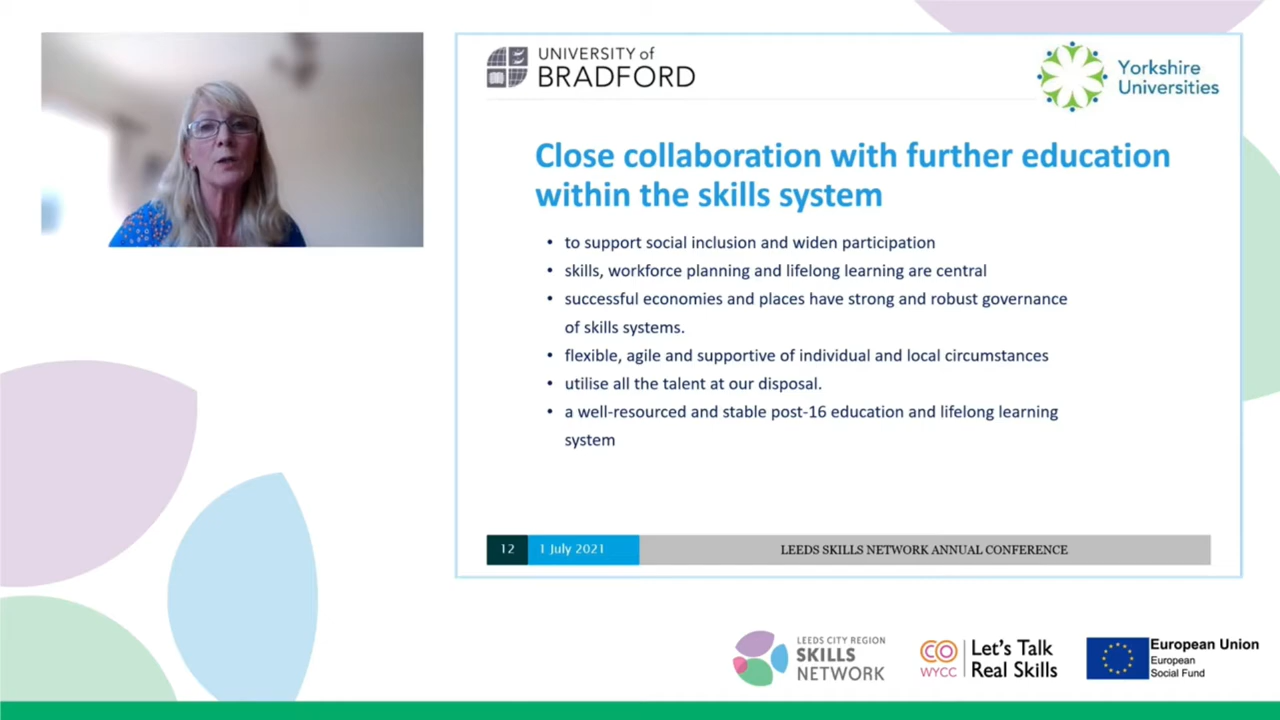 UNIVERSITY of
BRADFORD
Yorkshire
Universities
Close collaboration with further education
within the skills system
• to support social inclusion and widen participation
• skills, workforce planning and lifelong learning are central
• successful economies and places have strong and robust governance
of skills systems.
• flexible, agile and supportive of individual and local circumstances
• utilise all the talent at our disposal.
• a well-resourced and stable post-16 education and lifelong learning
system
12
1 July 2021
LEEDS SKILLS NETWORK ANNUAL CONFERENCE
LEEDS CITY REGION
SKILLS
NETWORK
CO
WYCC
Let's Talk
Real Skills
European Union
European
Social Fund